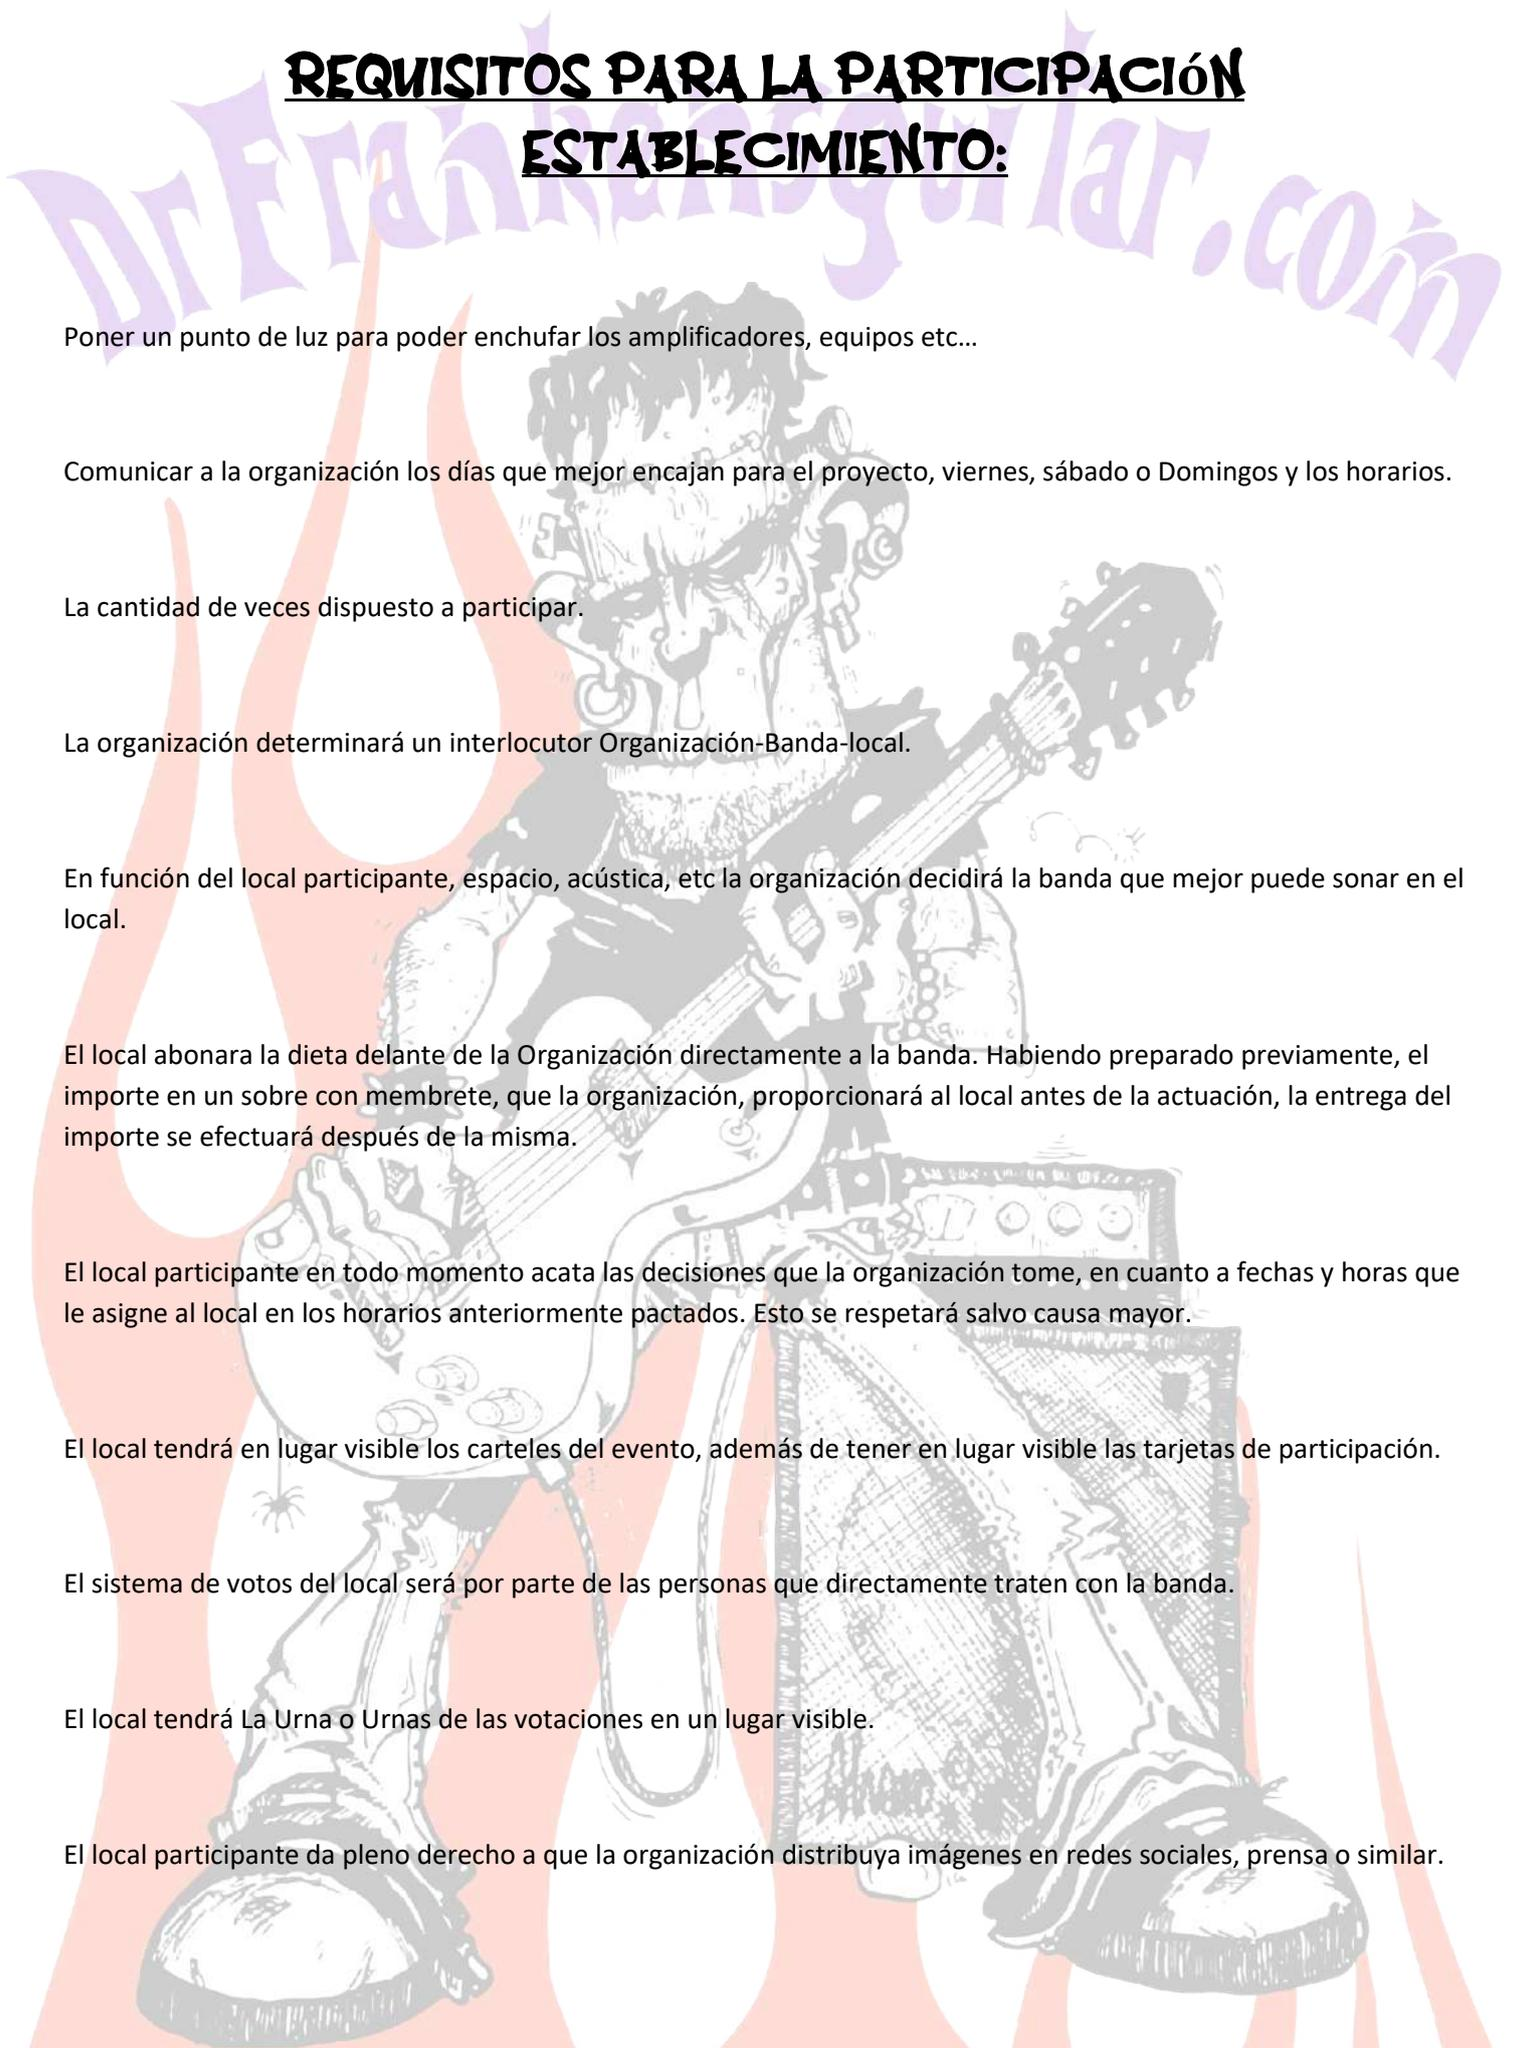 REQUISITOS PARA LA PARTICIPACIÓN
ESTABLECIMIENTO:
DrFrankensguitar.com
Poner un punto de luz para poder enchufar los amplificadores, equipos etc…
Comunicar a la organización los días que mejor encajan para el proyecto, viernes, sábado o Domingos y los horarios.
La cantidad de veces dispuesto a participar.
La organización determinará un interlocutor Organización-Banda-local.
En función del local participante, espacio, acústica, etc la organización decidirá la banda que mejor puede sonar en el
local.
El local abonara la dieta delante de la Organización directamente a la banda. Habiendo preparado previamente, el
importe en un sobre con membrete, que la organización, proporcionará al local antes de la actuación, la entrega del
importe se efectuará después de la misma.
El local participante en todo momento acata las decisiones que la organización tome, en cuanto a fechas y horas que
le asigne al local en los horarios anteriormente pactados. Esto se respetará salvo causa mayor.
El local tendrá en lugar visible los carteles del evento, además de tener en lugar visible las tarjetas de participación.
El sistema de votos del local será por parte de las personas que directamente traten con la banda.
El local tendrá La Urna o Urnas de las votaciones en un lugar visible.
El local participante da pleno derecho a que la organización distribuya imágenes en redes sociales, prensa o similar.